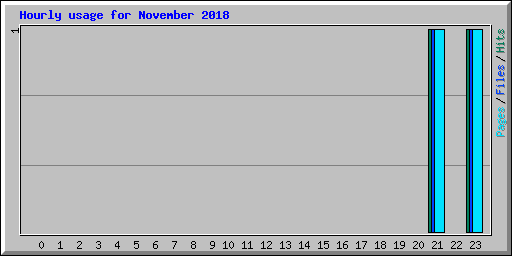 Hourly usage for November 2018
1
Pages/Files/Hits
0 1 2 3 4 5 6 7 8 9 10 11 12 13 14 15 16 17 18 19 20 21 22 23